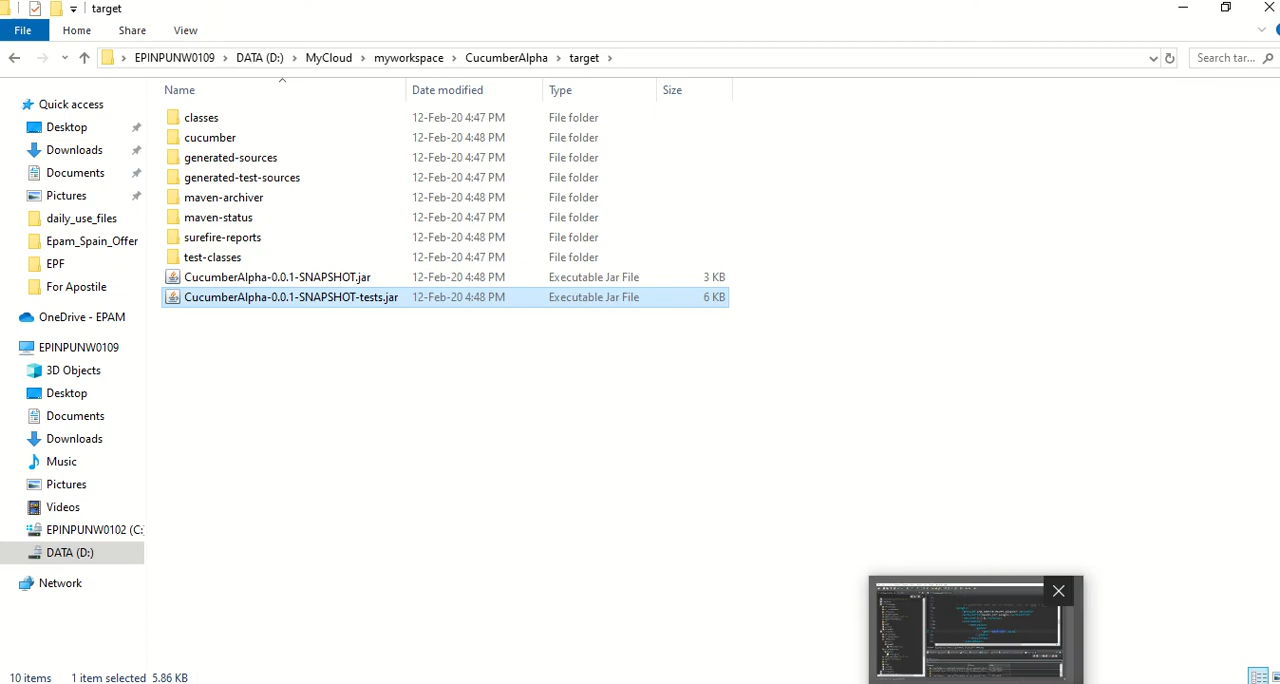 target
File Home Share View
EPINPUNW0109 DATA (D:) MyCloud myworkspace CucumberAlpha target Search tar...
Name Date modified Type Size
Quick access
Desktop
Downloads
Documents
Pictures
daily_use_files
Epam_Spain_Offer
EPF
For Apostile
OneDrive - EPAM
EPINPUNW0109
3D Objects
Desktop
Documents
Downloads
Music
Pictures
Videos
EPINPUNW0102 (C:
DATA (D:)
Network
classes 12-Feb-20 4:47 PM File folder
cucumber 12-Feb-20 4:48 PM File folder
generated-sources 12-Feb-20 4:47 PM File folder
generated-test-sources 12-Feb-20 4:47 PM File folder
maven-archiver 12-Feb-20 4:48 PM File folder
maven-status 12-Feb-20 4:47 PM File folder
surefire-reports 12-Feb-20 4:48 PM File folder
test-classes 12-Feb-20 4:47 PM File folder
CucumberAlpha-0.0.1-SNAPSHOT.jar 12-Feb-20 4:48 PM Executable Jar File 3 KB
CucumberAlpha-0.0.1-SNAPSHOT-tests.jar 12-Feb-20 4:48 PM Executable Jar File 6 KB
10 items 1 item selected 5.86 KB